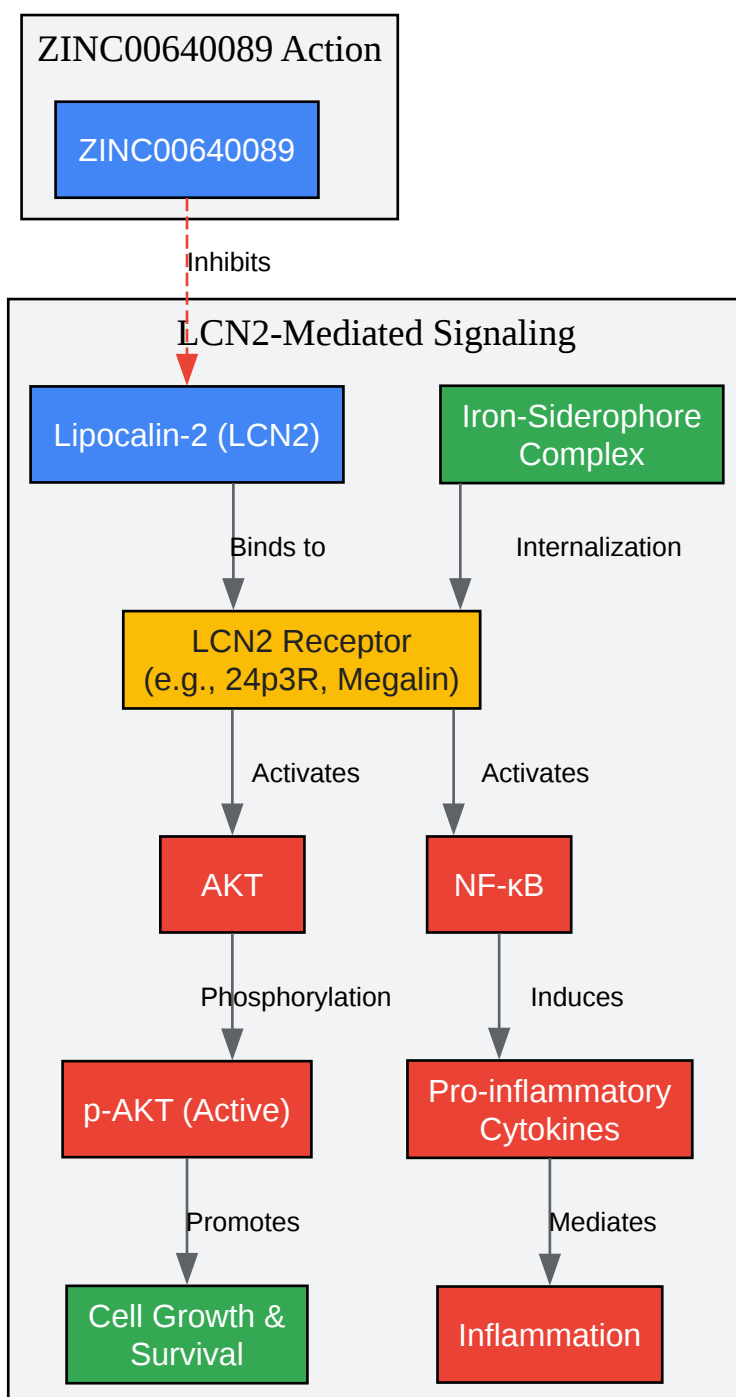 ZINC00640089 Action
ZINC00640089
Inhibits
LCN2-Mediated Signaling
Lipocalin-2 (LCN2)
Iron-Siderophore
Complex
Binds to
Internalization
LCN2 Receptor
(e.g., 24p3R, Megalin)
Activates
Activates
AKT
NF-κB
Phosphorylation
Induces
p-AKT (Active)
Pro-inflammatory
Cytokines
Promotes
Mediates
Cell Growth &
Survival
Inflammation